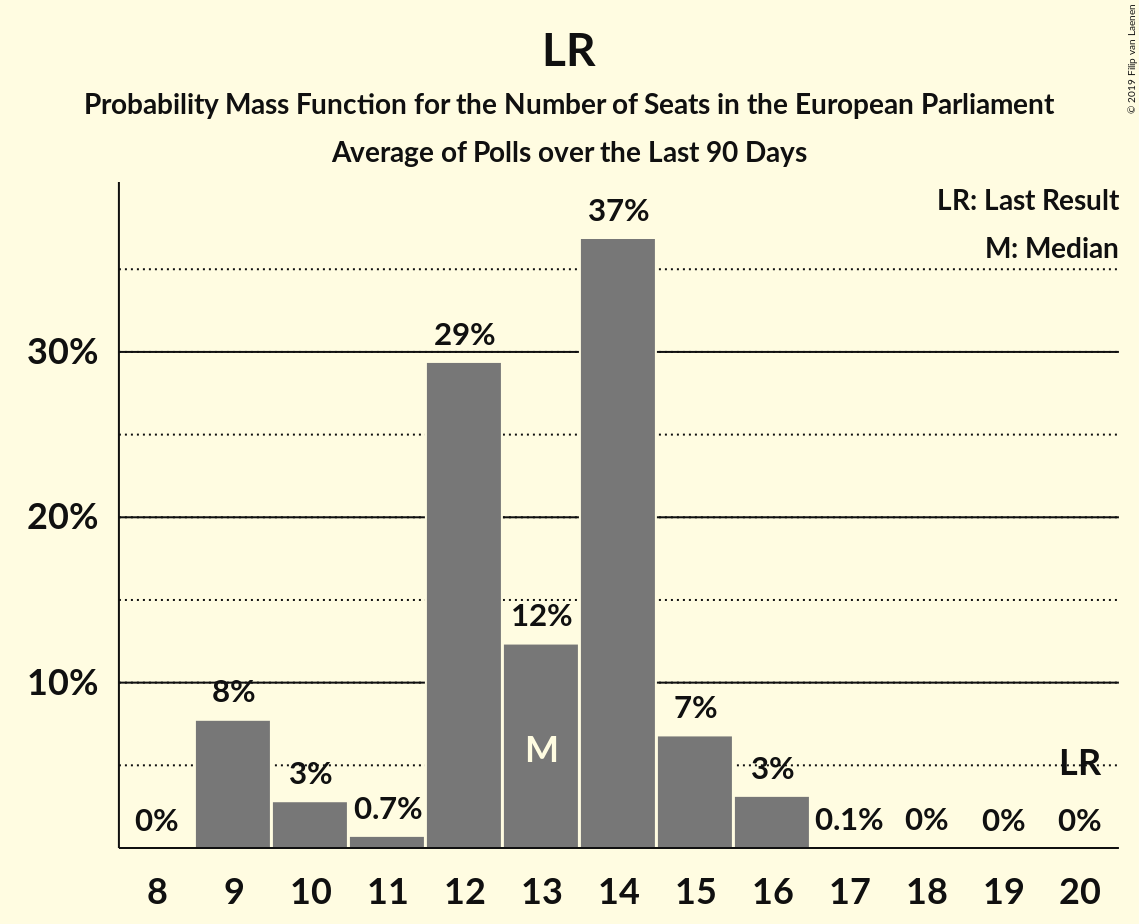 LR
Probability Mass Function for the Number of Seats in the European Parliament
Average of Polls over the Last 90 Days
© 2019 Filip van Laenen
LR: Last Result
M: Median
30%
20%
10%
0%
8%
3%
0.7%
29%
12%
37%
7%
3%
0.1%
0%
0%
0%
M
LR
8 9 10 11 12 13 14 15 16 17 18 19 20